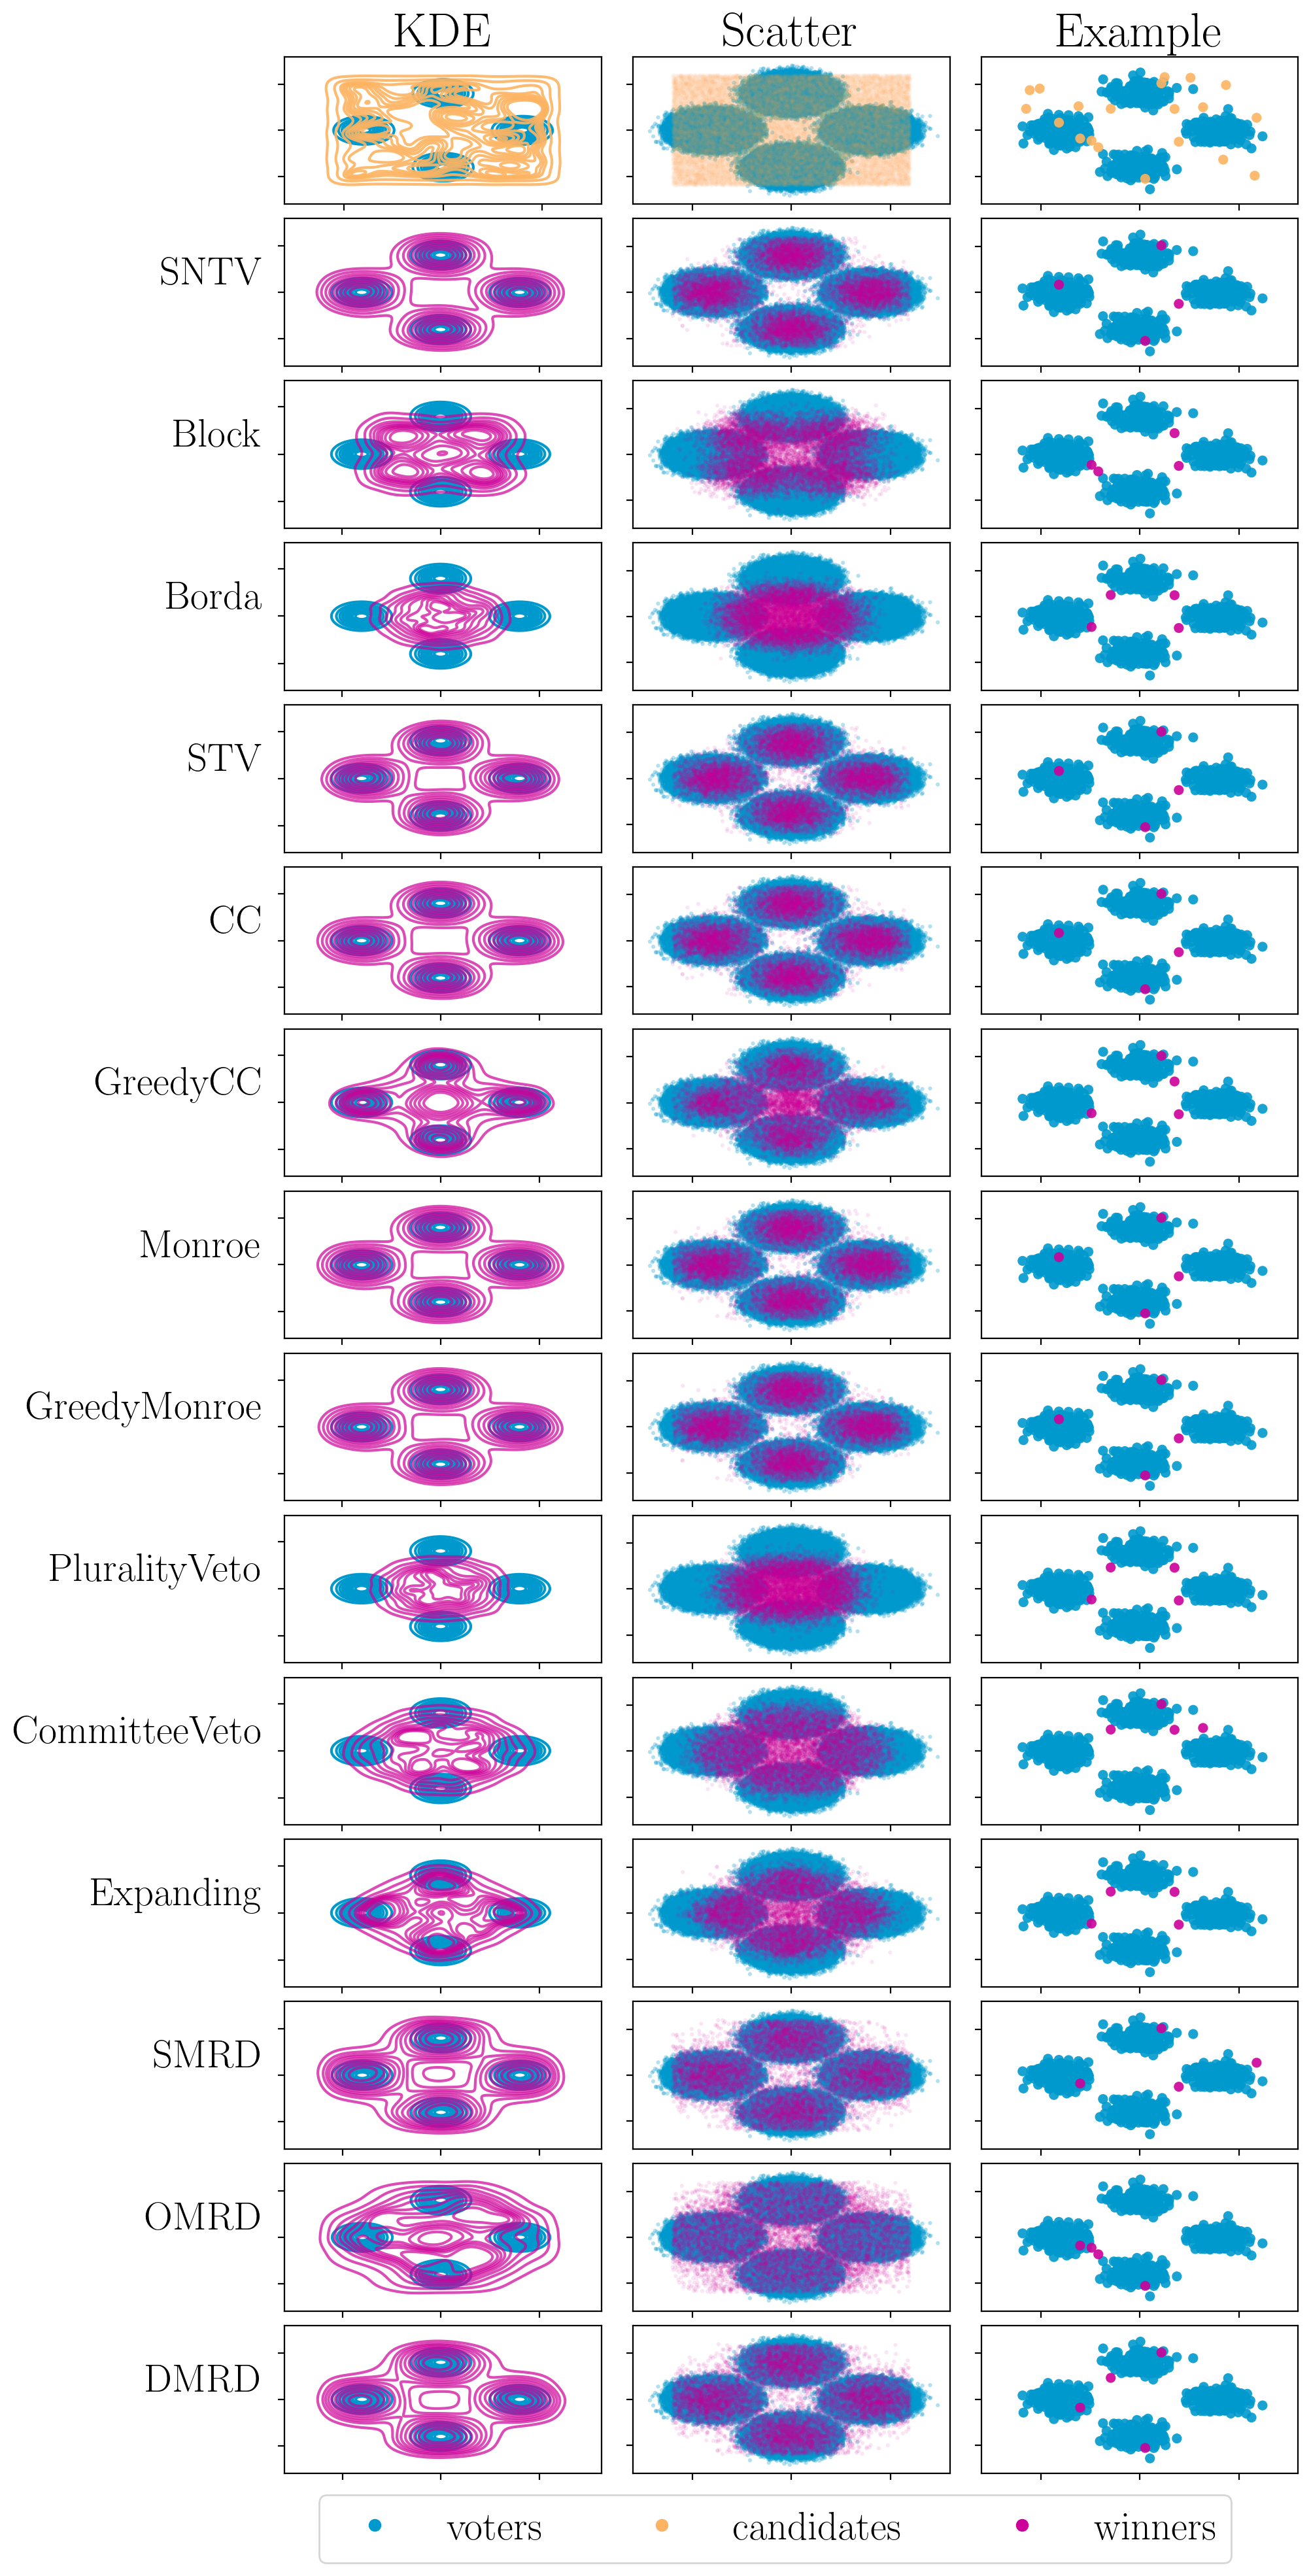 KDE Scatter Example
SNTV
Block
Borda
STV
CC
GreedyCC
Monroe
GreedyMonroe
PluralityVeto
CommitteeVeto
Expanding
SMRD
OMRD
DMRD
voters candidates winners